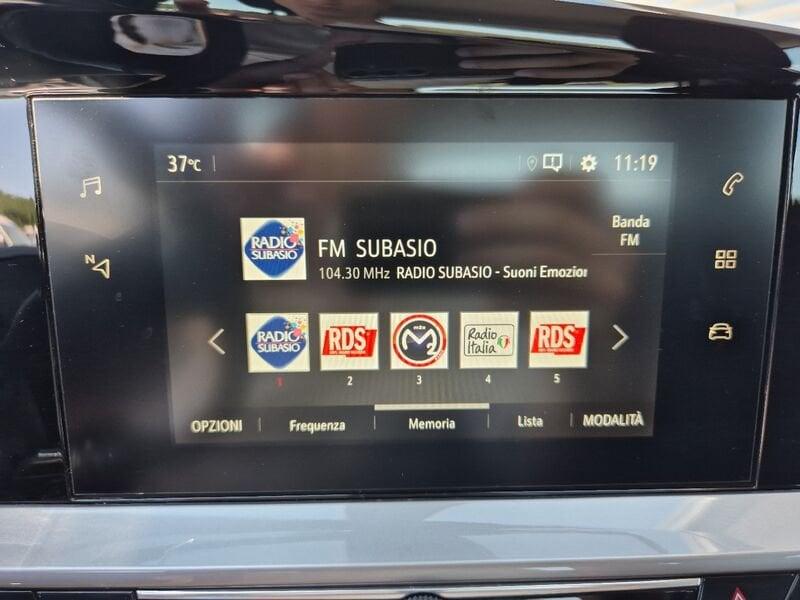 37°C
11:19
N
Banda
FM
RADIO
SUBASIO
FM SUBASIO
104.30 MHz RADIO SUBASIO - Suoni Emozion
RADIO
SUBASIO
RDS
m2o
Radio
Italia
RDS
1 2 3 4 5
OPZIONI Frequenza Memoria Lista MODALITÀ